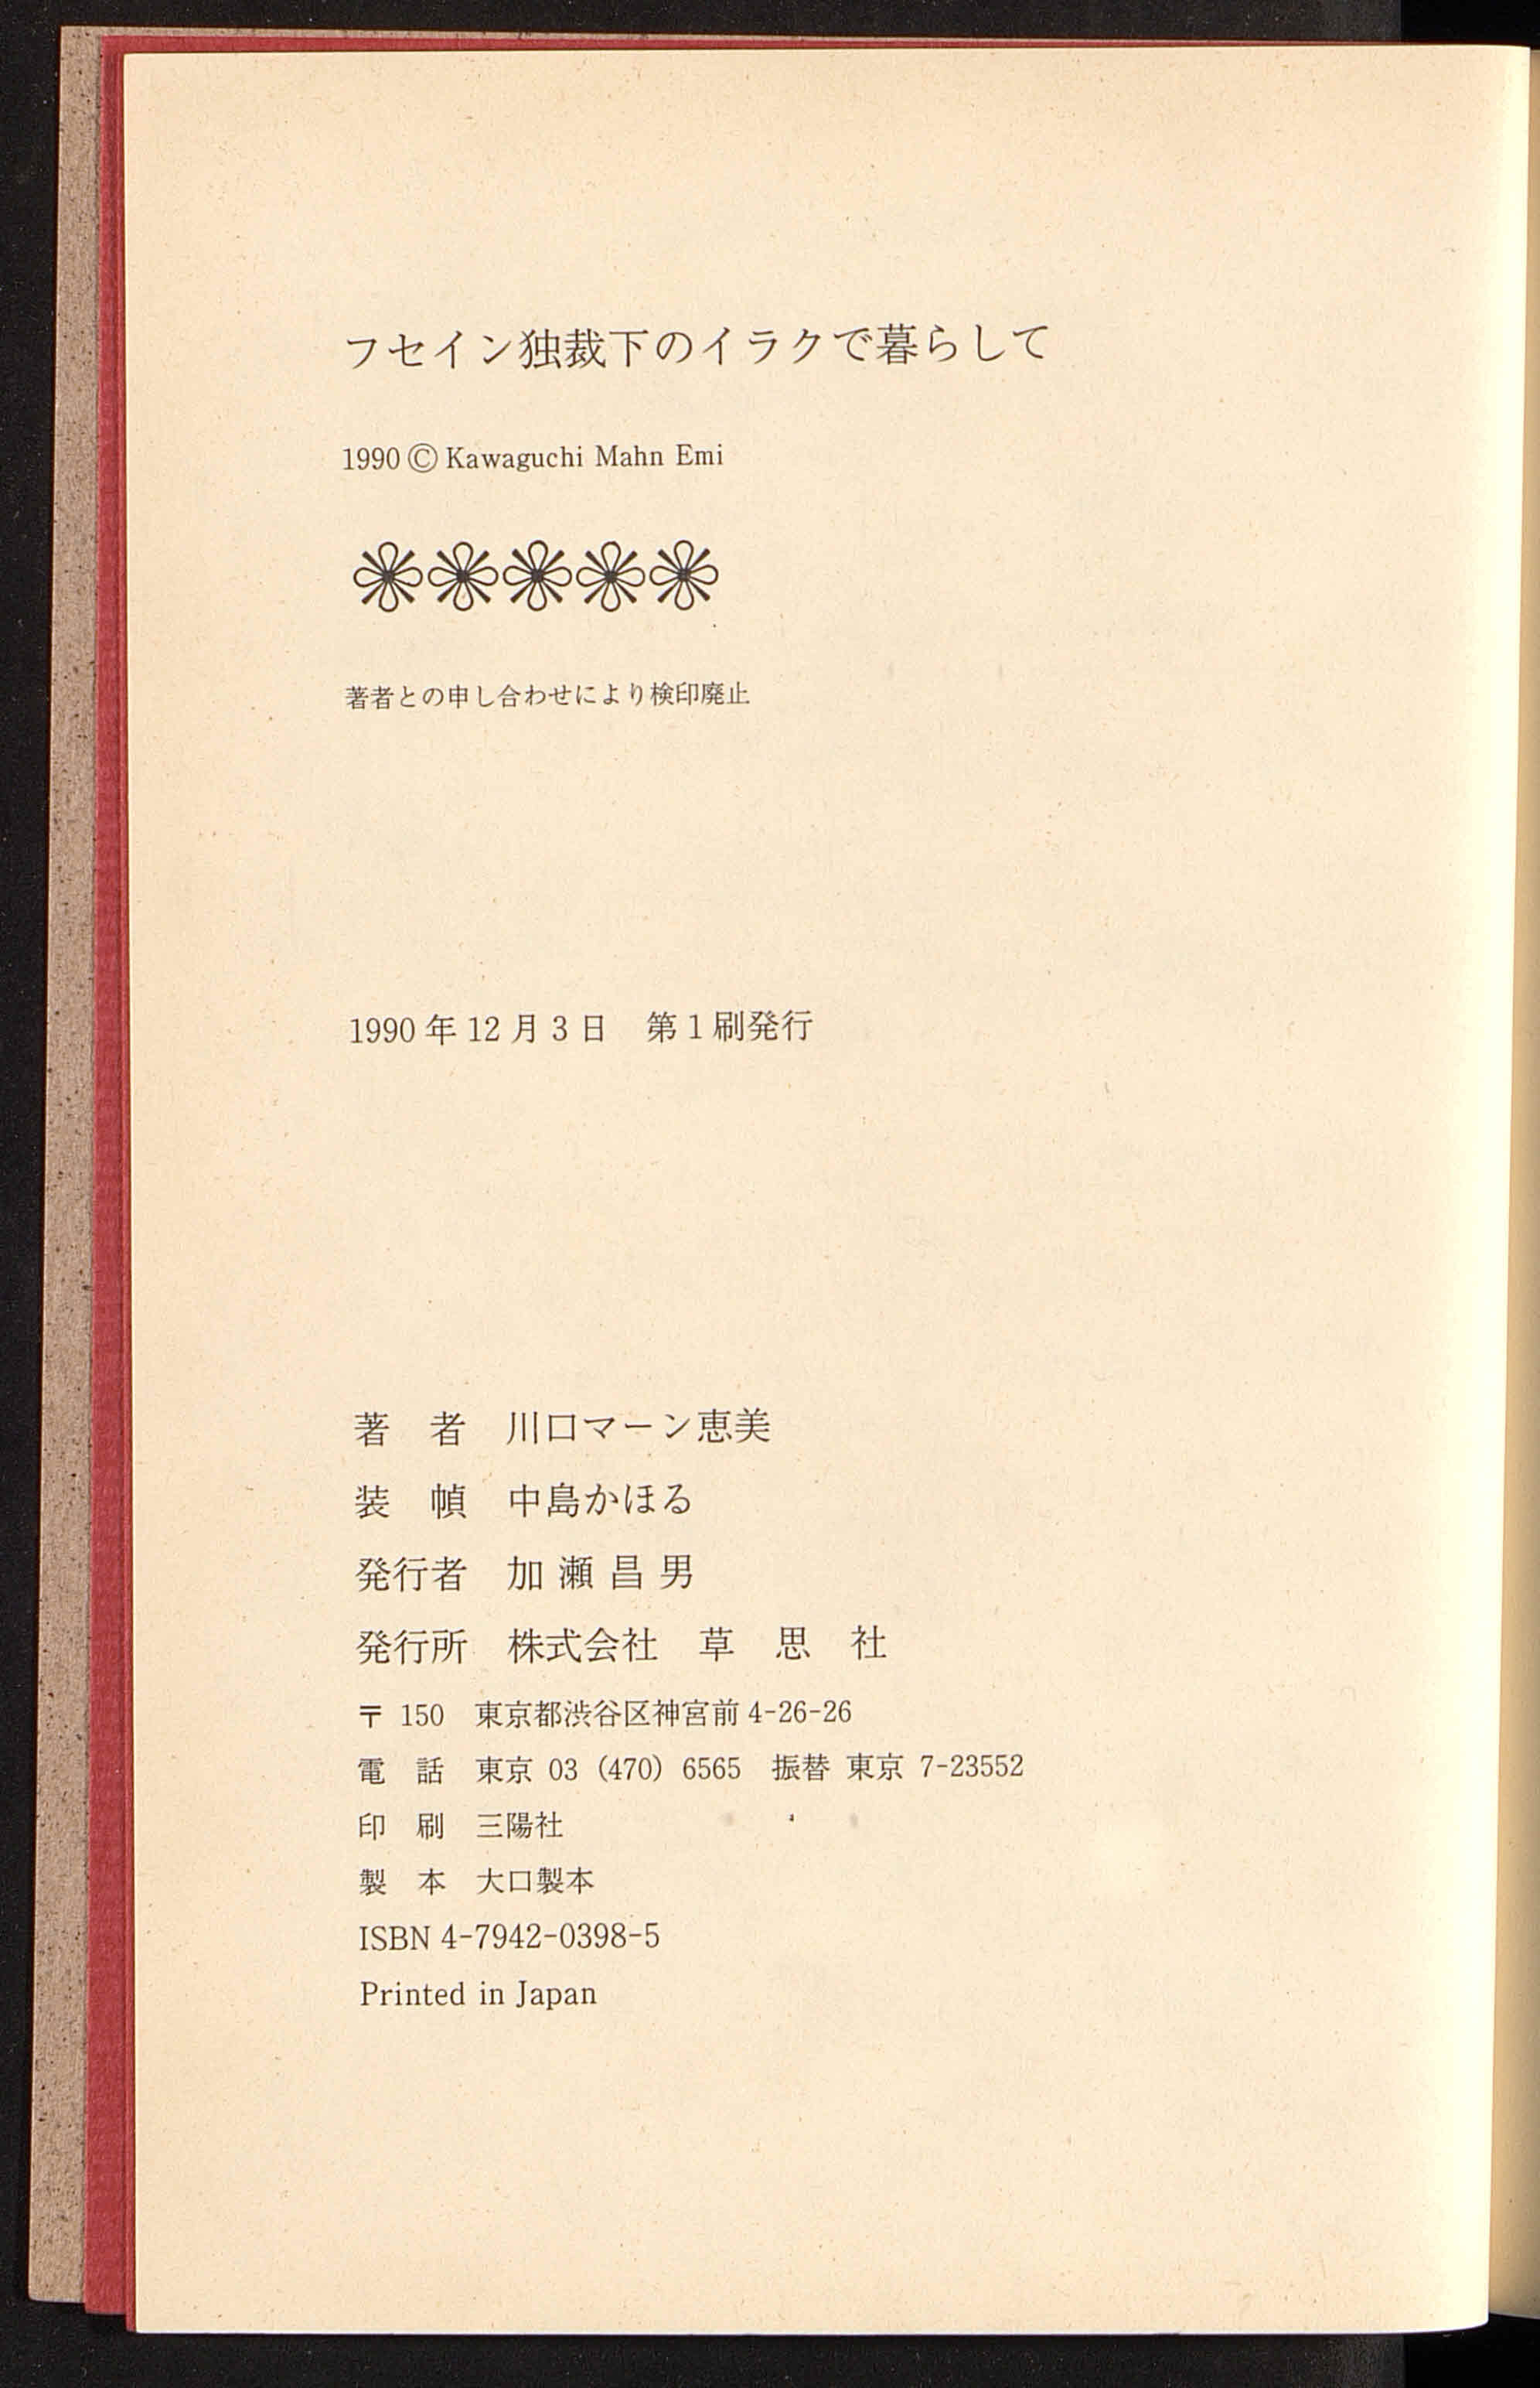 フセイン独裁下のイラクで暮らして
1990 © Kawaguchi Mahn Emi
著者との申し合わせにより検印廃止
1990年12月3日　第1刷発行
著　者　川口マーン恵美
装　幀　中島かほる
発行者　加瀬昌男
発行所　株式会社　草　思　社
〒 150　東京都渋谷区神宮前 4-26-26
電　話　東京 03 (470) 6565　振替 東京 7-23552
印　刷　三陽社
製　本　大口製本
ISBN 4-7942-0398-5
Printed in Japan